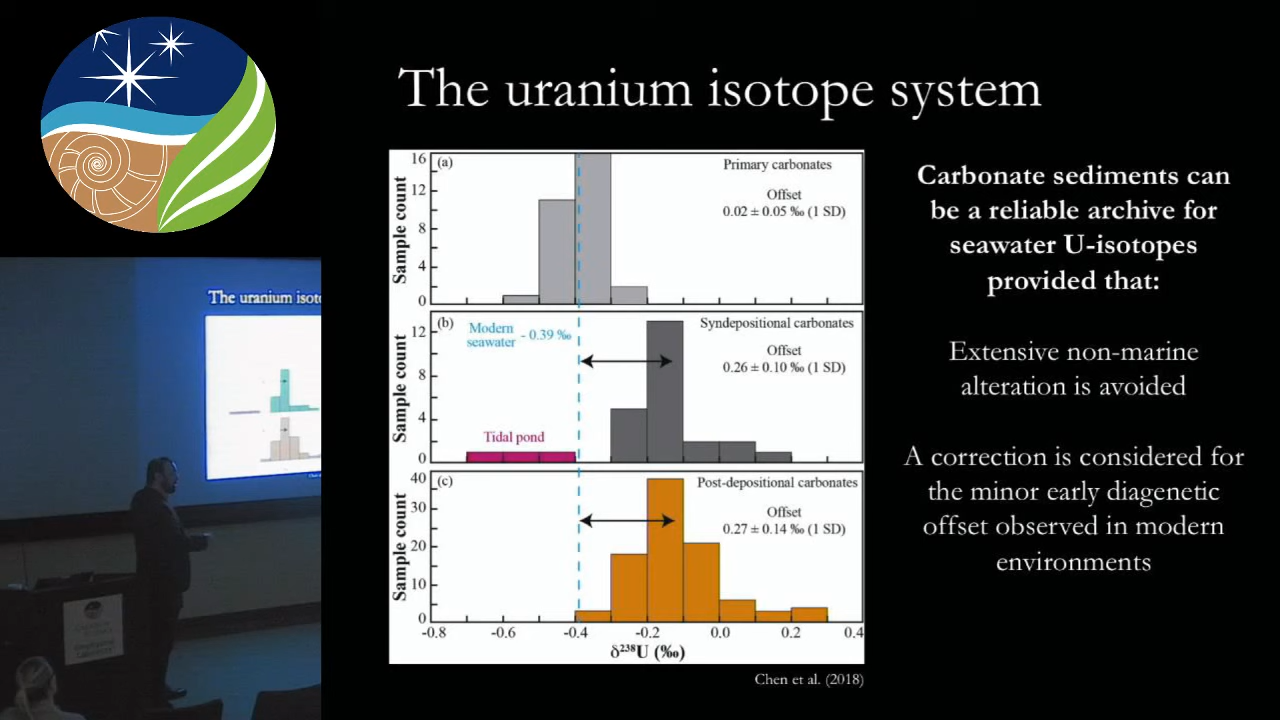 The uranium isotope system
16
12
8
4
0
Sample count
(a)
Primary carbonates
Offset
0.02 ± 0.05 ‰ (1 SD)
12
8
4
0
Sample count
(b)
Modern
seawater
- 0.39 ‰
Tidal pond
Syndepositional carbonates
Offset
0.26 ± 0.10 ‰ (1 SD)
40
30
20
10
0
Sample count
(c)
Post-depositional carbonates
Offset
0.27 ± 0.14 ‰ (1 SD)
-0.8 -0.6 -0.4 -0.2 0.0 0.2 0.4
δ²³⁸U (‰)
Chen et al. (2018)
Carbonate sediments can
be a reliable archive for
seawater U-isotopes
provided that:
Extensive non-marine
alteration is avoided
A correction is considered for
the minor early diagenetic
offset observed in modern
environments
The uranium isot